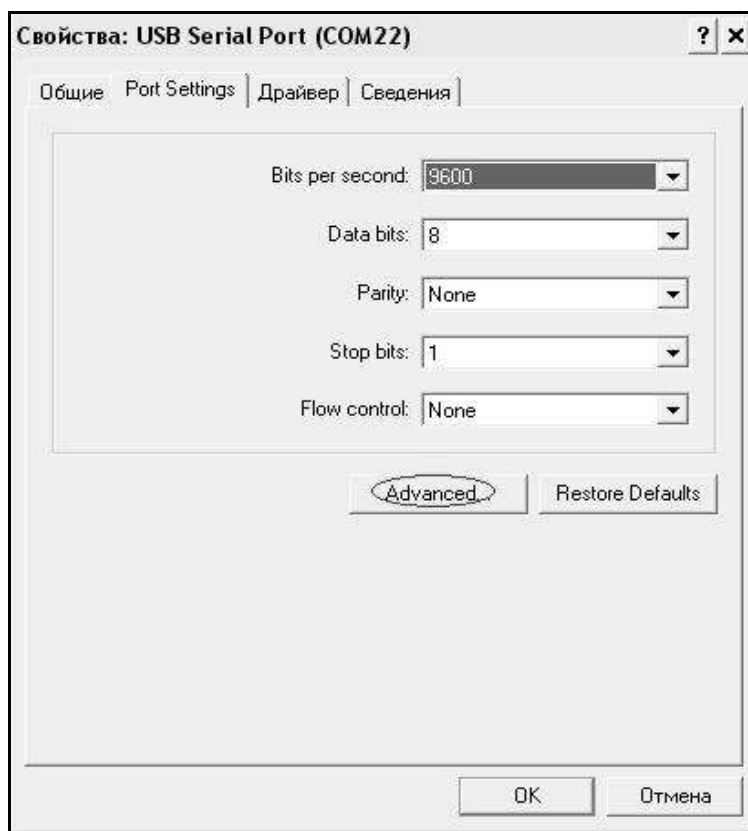 Свойства: USB Serial Port (COM22)
? ×
Общие Port Settings Драйвер Сведения
Bits per second: 9600
Data bits: 8
Parity: None
Stop bits: 1
Flow control: None
Advanced... Restore Defaults
OK Отмена